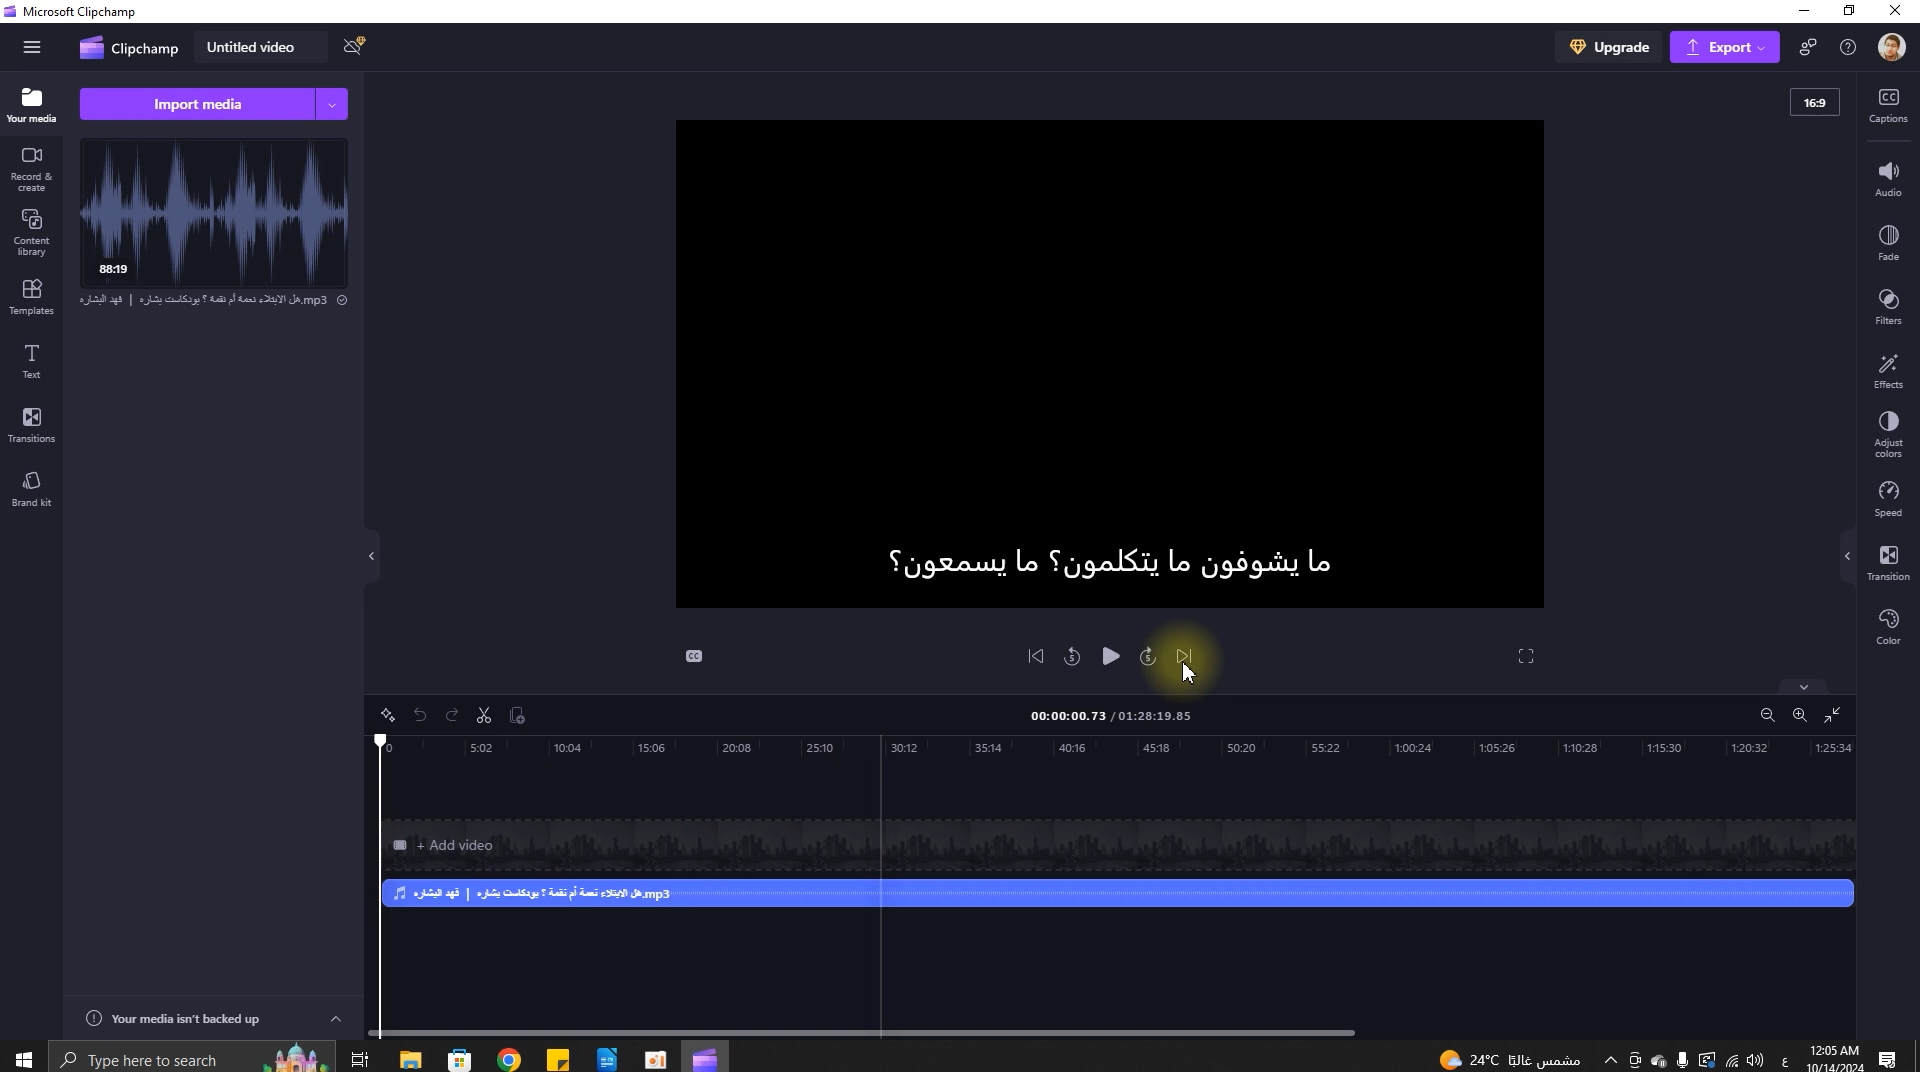 Microsoft Clipchamp
Clipchamp
Untitled video
Upgrade
Export
Your media
Record & create
Content library
Templates
Text
Transitions
Brand kit
Import media
88:19
هل الابتلاء نعمة أم نقمة ؟ بودكاست بشاره | فهد البشاره.mp3
16:9
ما يشوفون ما يتكلمون؟ ما يسمعون؟
CC
5
5
Captions
Audio
Fade
Filters
Effects
Adjust colors
Speed
Transition
Color
00:00:00.73 / 01:28:19.85
0 5:02 10:04 15:06 20:08 25:10 30:12 35:14 40:16 45:18 50:20 55:22 1:00:24 1:05:26 1:10:28 1:15:30 1:20:32 1:25:34
+ Add video
هل الابتلاء نعمة أم نقمة ؟ بودكاست بشاره | فهد البشاره.mp3
Your media isn't backed up
Type here to search
24°C مشمس غالبًا
ع
12:05 AM
10/14/2024